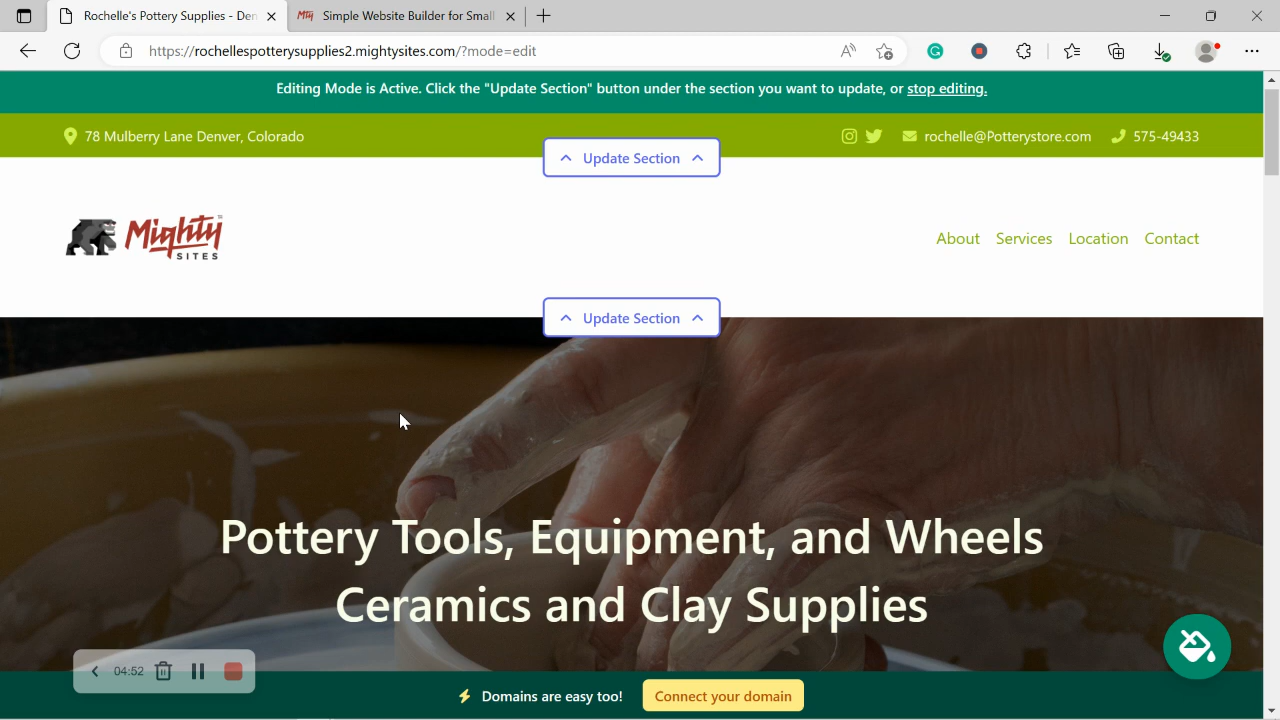 Rochelle's Pottery Supplies - Den
Mighty
Simple Website Builder for Small
https://rochellespotterysupplies2.mightysites.com/?mode=edit
Editing Mode is Active. Click the "Update Section" button under the section you want to update, or stop editing.
78 Mulberry Lane Denver, Colorado
rochelle@Potterystore.com
575-49433
Update Section
Mighty
SITES
TM
About
Services
Location
Contact
Update Section
Pottery Tools, Equipment, and Wheels
Ceramics and Clay Supplies
04:52
Domains are easy too!
Connect your domain